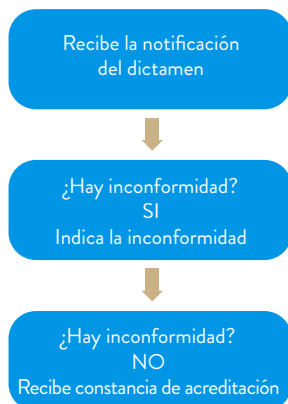 Recibe la notificación
del dictamen
¿Hay inconformidad?
SI
Indica la inconformidad
¿Hay inconformidad?
NO
Recibe constancia de acreditación